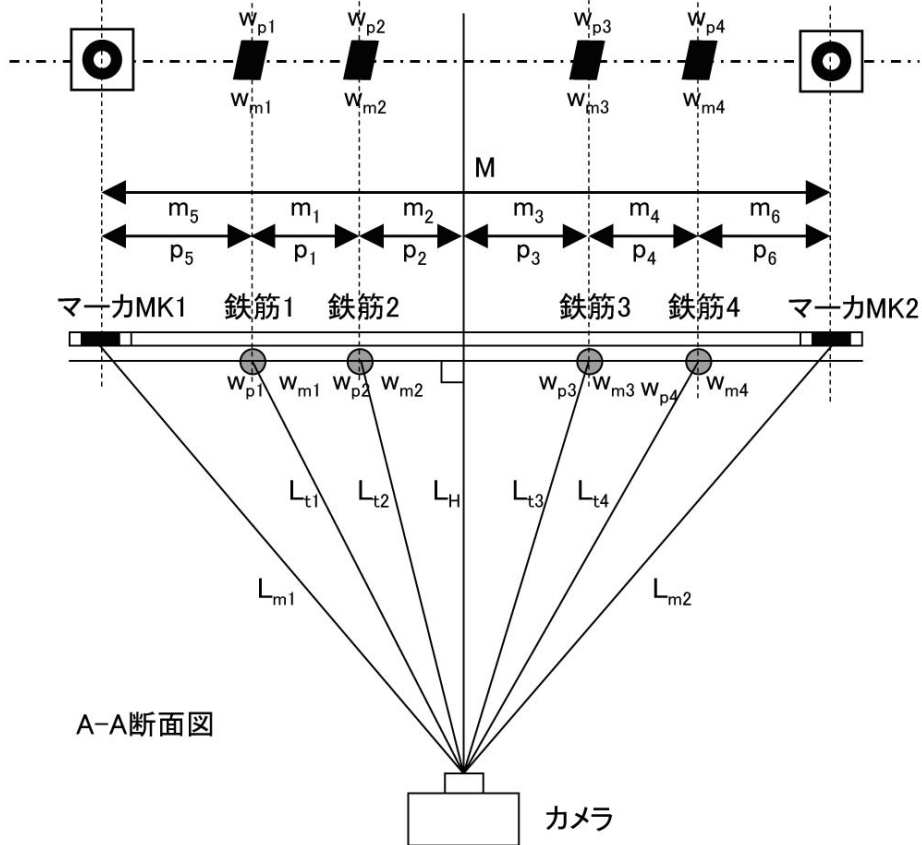 wp1 wp2 wp3 wp4
wm1 wm2 wm3 wm4
M
m5 m1 m2 m3 m4 m6
p5 p1 p2 p3 p4 p6
マーカMK1 鉄筋1 鉄筋2 鉄筋3 鉄筋4 マーカMK2
wp1 wm1 wp2 wm2 wp3 wm3 wp4 wm4
Lt1 Lt2 LH Lt3 Lt4
Lm1 Lm2
A-A断面図
カメラ